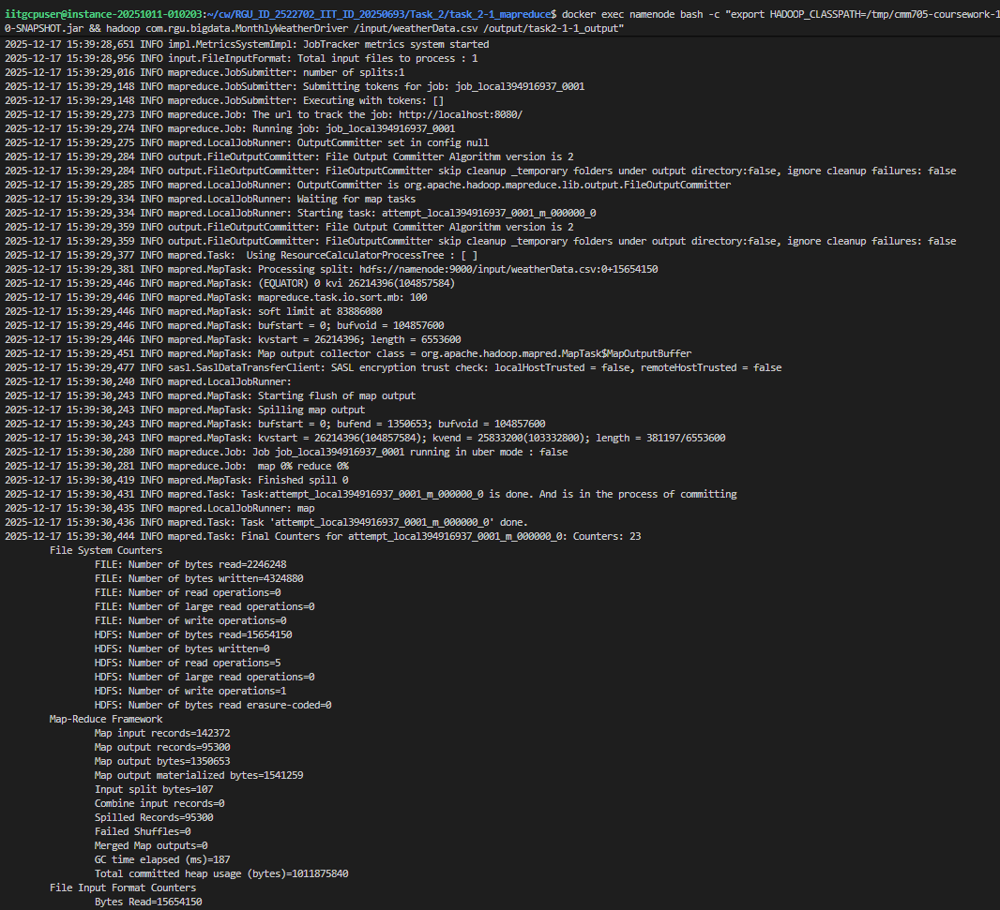 iitgcpuser@instance-20251011-010203:~/cw/RGU_ID_2522702_IIT_ID_20250693/Task_2/task_2-1_mapreduce$ docker exec namenode bash -c "export HADOOP_CLASSPATH=/tmp/cmm705-coursework-1
0-SNAPSHOT.jar && hadoop com.rgu.bigdata.MonthlyWeatherDriver /input/weatherData.csv /output/task2-1-1_output"
2025-12-17 15:39:28,651 INFO impl.MetricsSystemImpl: JobTracker metrics system started
2025-12-17 15:39:28,956 INFO input.FileInputFormat: Total input files to process : 1
2025-12-17 15:39:29,016 INFO mapreduce.JobSubmitter: number of splits:1
2025-12-17 15:39:29,148 INFO mapreduce.JobSubmitter: Submitting tokens for job: job_local394916937_0001
2025-12-17 15:39:29,148 INFO mapreduce.JobSubmitter: Executing with tokens: []
2025-12-17 15:39:29,273 INFO mapreduce.Job: The url to track the job: http://localhost:8080/
2025-12-17 15:39:29,274 INFO mapreduce.Job: Running job: job_local394916937_0001
2025-12-17 15:39:29,275 INFO mapred.LocalJobRunner: OutputCommitter set in config null
2025-12-17 15:39:29,284 INFO output.FileOutputCommitter: File Output Committer Algorithm version is 2
2025-12-17 15:39:29,284 INFO output.FileOutputCommitter: FileOutputCommitter skip cleanup _temporary folders under output directory:false, ignore cleanup failures: false
2025-12-17 15:39:29,285 INFO mapred.LocalJobRunner: OutputCommitter is org.apache.hadoop.mapreduce.lib.output.FileOutputCommitter
2025-12-17 15:39:29,334 INFO mapred.LocalJobRunner: Waiting for map tasks
2025-12-17 15:39:29,334 INFO mapred.LocalJobRunner: Starting task: attempt_local394916937_0001_m_000000_0
2025-12-17 15:39:29,359 INFO output.FileOutputCommitter: File Output Committer Algorithm version is 2
2025-12-17 15:39:29,359 INFO output.FileOutputCommitter: FileOutputCommitter skip cleanup _temporary folders under output directory:false, ignore cleanup failures: false
2025-12-17 15:39:29,377 INFO mapred.Task:  Using ResourceCalculatorProcessTree : [ ]
2025-12-17 15:39:29,381 INFO mapred.MapTask: Processing split: hdfs://namenode:9000/input/weatherData.csv:0+15654150
2025-12-17 15:39:29,446 INFO mapred.MapTask: (EQUATOR) 0 kvi 26214396(104857584)
2025-12-17 15:39:29,446 INFO mapred.MapTask: mapreduce.task.io.sort.mb: 100
2025-12-17 15:39:29,446 INFO mapred.MapTask: soft limit at 83886080
2025-12-17 15:39:29,446 INFO mapred.MapTask: bufstart = 0; bufvoid = 104857600
2025-12-17 15:39:29,446 INFO mapred.MapTask: kvstart = 26214396; length = 6553600
2025-12-17 15:39:29,451 INFO mapred.MapTask: Map output collector class = org.apache.hadoop.mapred.MapTask$MapOutputBuffer
2025-12-17 15:39:29,477 INFO sasl.SaslDataTransferClient: SASL encryption trust check: localHostTrusted = false, remoteHostTrusted = false
2025-12-17 15:39:30,240 INFO mapred.LocalJobRunner:
2025-12-17 15:39:30,243 INFO mapred.MapTask: Starting flush of map output
2025-12-17 15:39:30,243 INFO mapred.MapTask: Spilling map output
2025-12-17 15:39:30,243 INFO mapred.MapTask: bufstart = 0; bufend = 1350653; bufvoid = 104857600
2025-12-17 15:39:30,243 INFO mapred.MapTask: kvstart = 26214396(104857584); kvend = 25833200(103332800); length = 381197/6553600
2025-12-17 15:39:30,280 INFO mapreduce.Job: Job job_local394916937_0001 running in uber mode : false
2025-12-17 15:39:30,281 INFO mapreduce.Job:  map 0% reduce 0%
2025-12-17 15:39:30,419 INFO mapred.MapTask: Finished spill 0
2025-12-17 15:39:30,431 INFO mapred.Task: Task:attempt_local394916937_0001_m_000000_0 is done. And is in the process of committing
2025-12-17 15:39:30,435 INFO mapred.LocalJobRunner: map
2025-12-17 15:39:30,436 INFO mapred.Task: Task 'attempt_local394916937_0001_m_000000_0' done.
2025-12-17 15:39:30,444 INFO mapred.Task: Final Counters for attempt_local394916937_0001_m_000000_0: Counters: 23
File System Counters
FILE: Number of bytes read=2246248
FILE: Number of bytes written=4324880
FILE: Number of read operations=0
FILE: Number of large read operations=0
FILE: Number of write operations=0
HDFS: Number of bytes read=15654150
HDFS: Number of bytes written=0
HDFS: Number of read operations=5
HDFS: Number of large read operations=0
HDFS: Number of write operations=1
HDFS: Number of bytes read erasure-coded=0
Map-Reduce Framework
Map input records=142372
Map output records=95300
Map output bytes=1350653
Map output materialized bytes=1541259
Input split bytes=107
Combine input records=0
Spilled Records=95300
Failed Shuffles=0
Merged Map outputs=0
GC time elapsed (ms)=187
Total committed heap usage (bytes)=1011875840
File Input Format Counters
Bytes Read=15654150